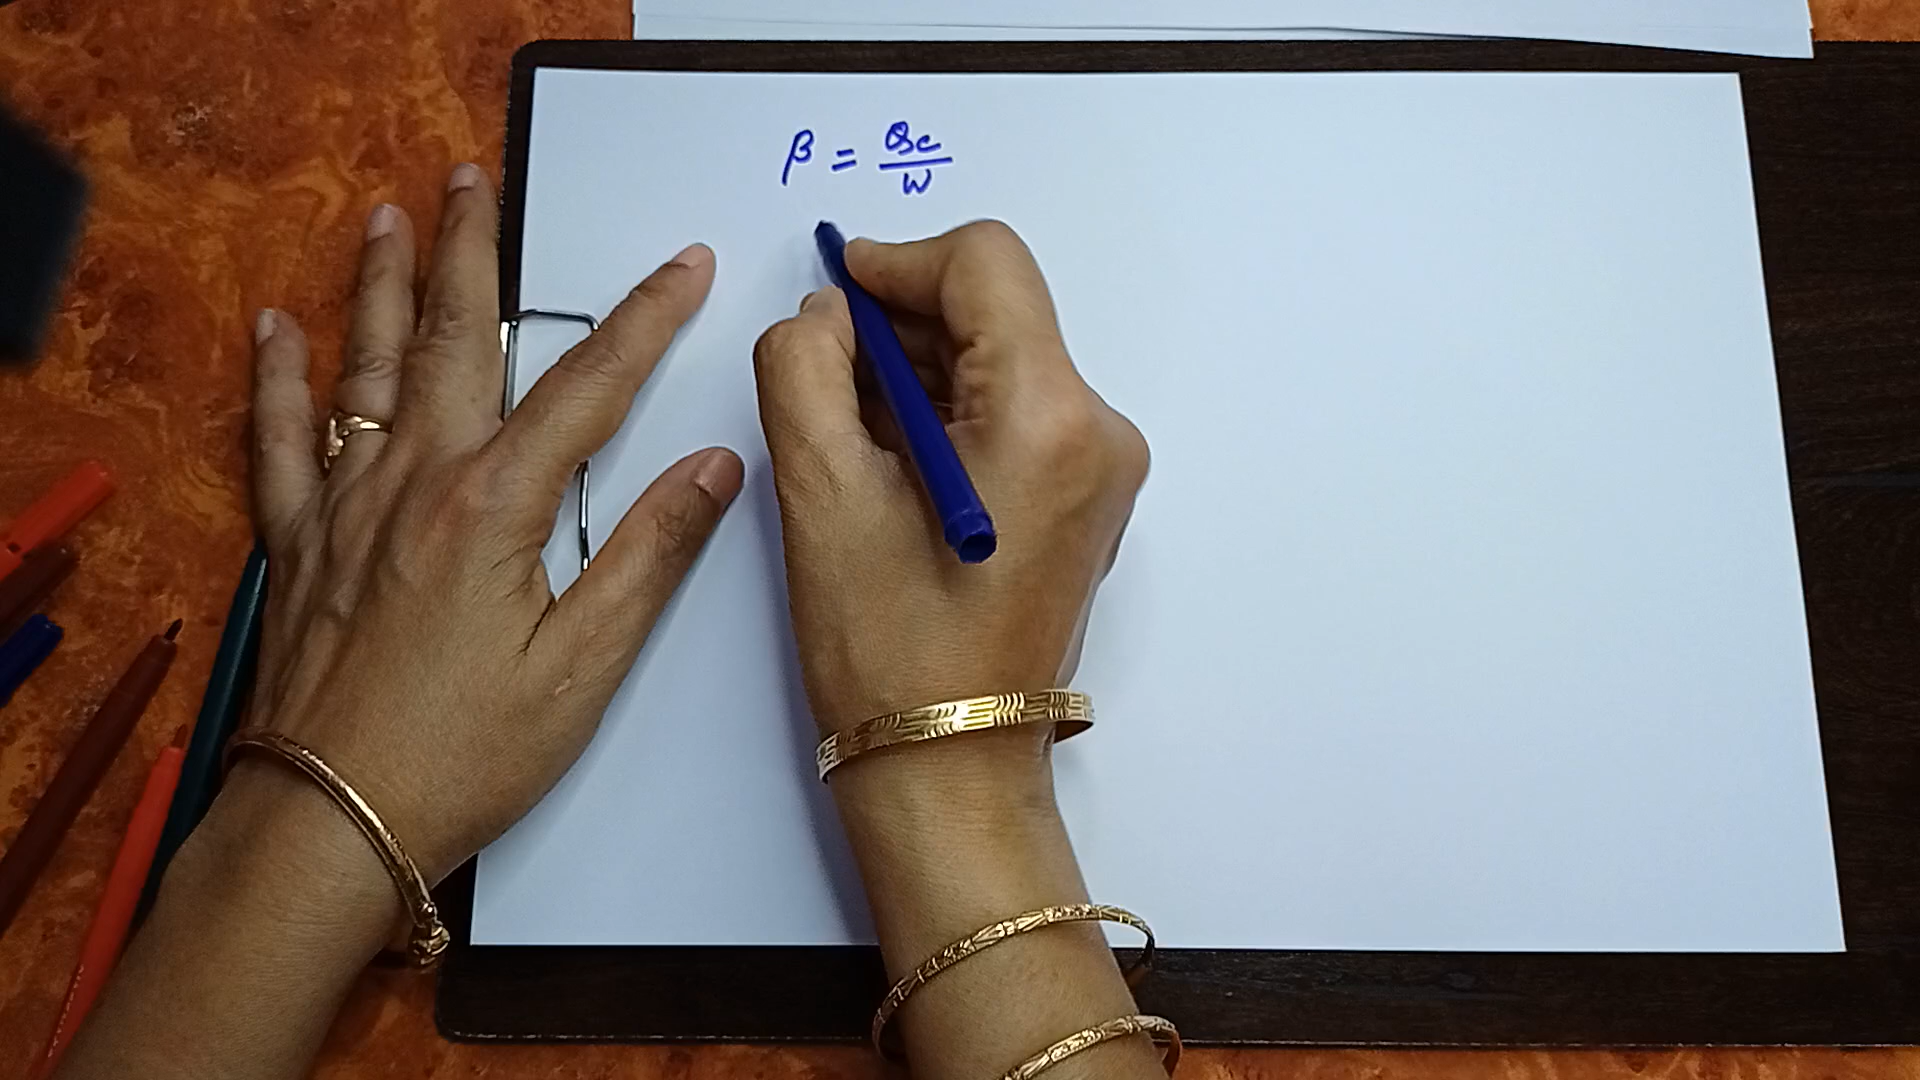 β = Qc/W